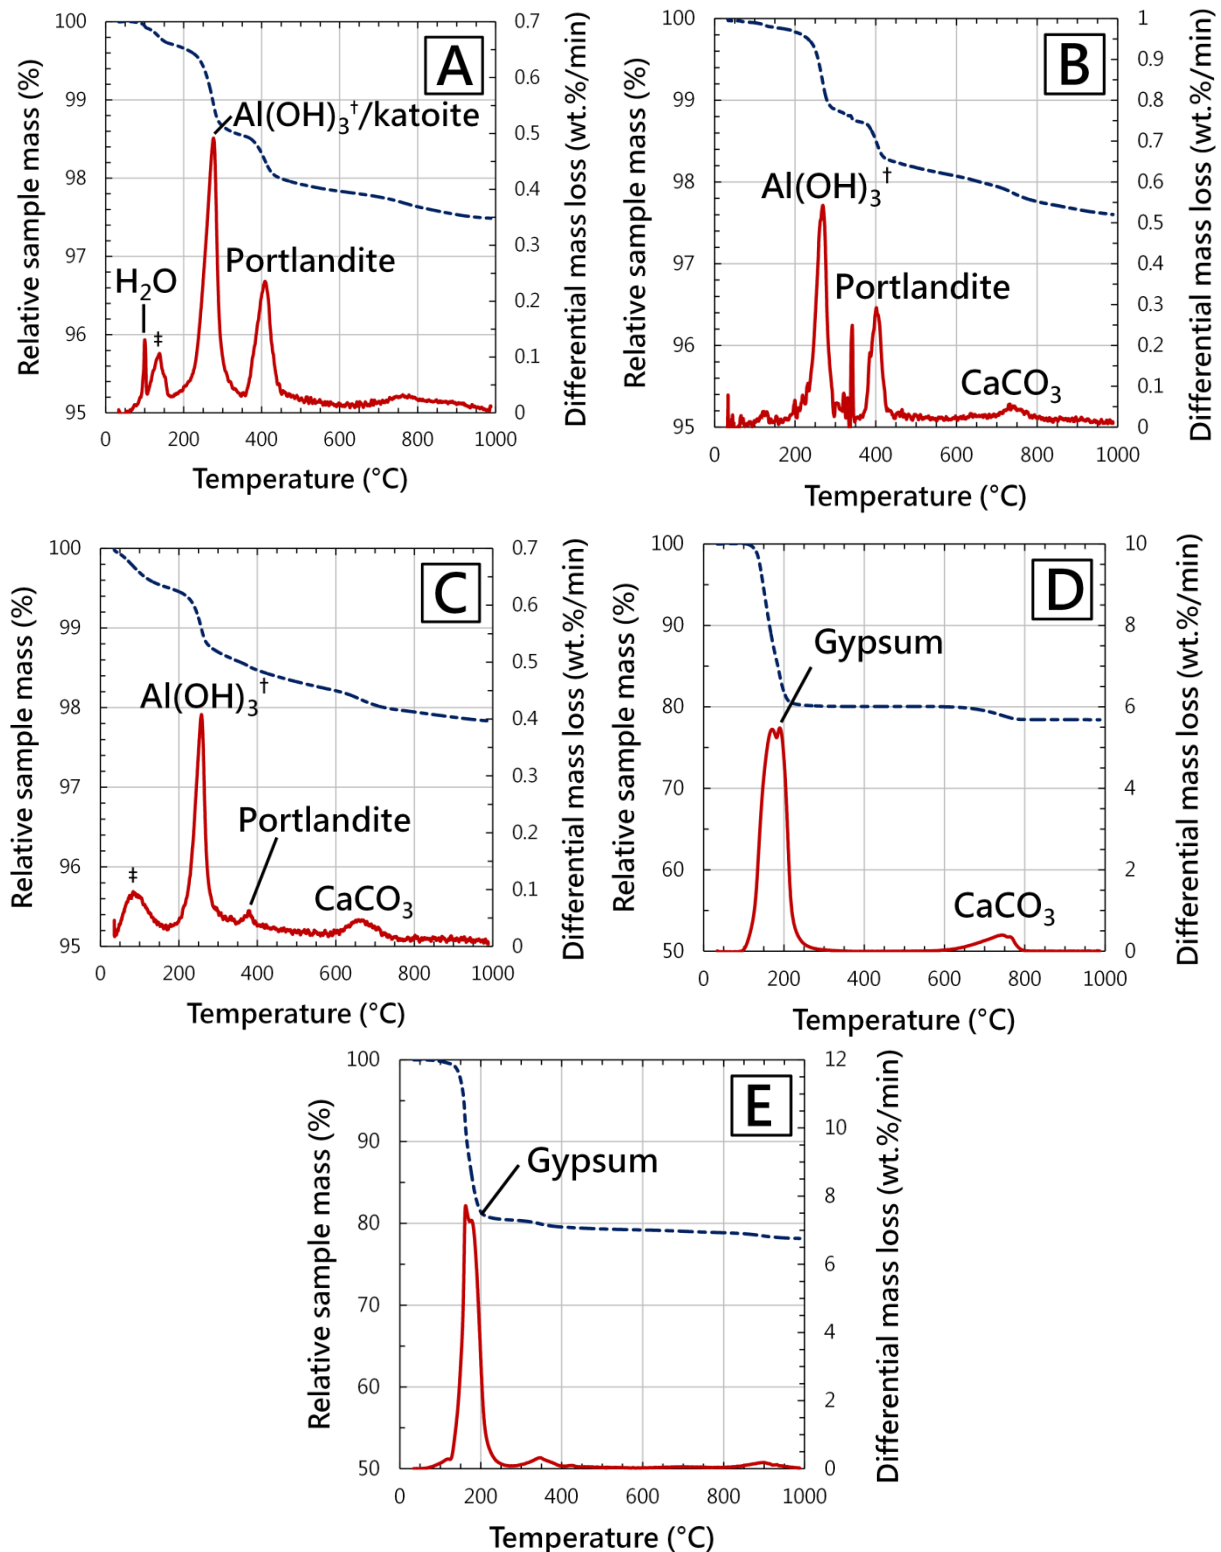 A
Relative sample mass (%)
100
99
98
97
96
95
0.7
0.6
0.5
0.4
0.3
0.2
0.1
0
Differential mass loss (wt.%/min)
Al(OH)₃†/katoite
Portlandite
H₂O
‡
0 200 400 600 800 1000
Temperature (°C)
B
Relative sample mass (%)
100
99
98
97
96
95
1
0.9
0.8
0.7
0.6
0.5
0.4
0.3
0.2
0.1
0
Differential mass loss (wt.%/min)
Al(OH)₃†
Portlandite
CaCO₃
0 200 400 600 800 1000
Temperature (°C)
C
Relative sample mass (%)
100
99
98
97
96
95
0.7
0.6
0.5
0.4
0.3
0.2
0.1
0
Differential mass loss (wt.%/min)
Al(OH)₃†
Portlandite
‡
CaCO₃
0 200 400 600 800 1000
Temperature (°C)
D
Relative sample mass (%)
100
90
80
70
60
50
10
8
6
4
2
0
Differential mass loss (wt.%/min)
Gypsum
CaCO₃
0 200 400 600 800 1000
Temperature (°C)
E
Relative sample mass (%)
100
90
80
70
60
50
12
10
8
6
4
2
0
Differential mass loss (wt.%/min)
Gypsum
0 200 400 600 800 1000
Temperature (°C)